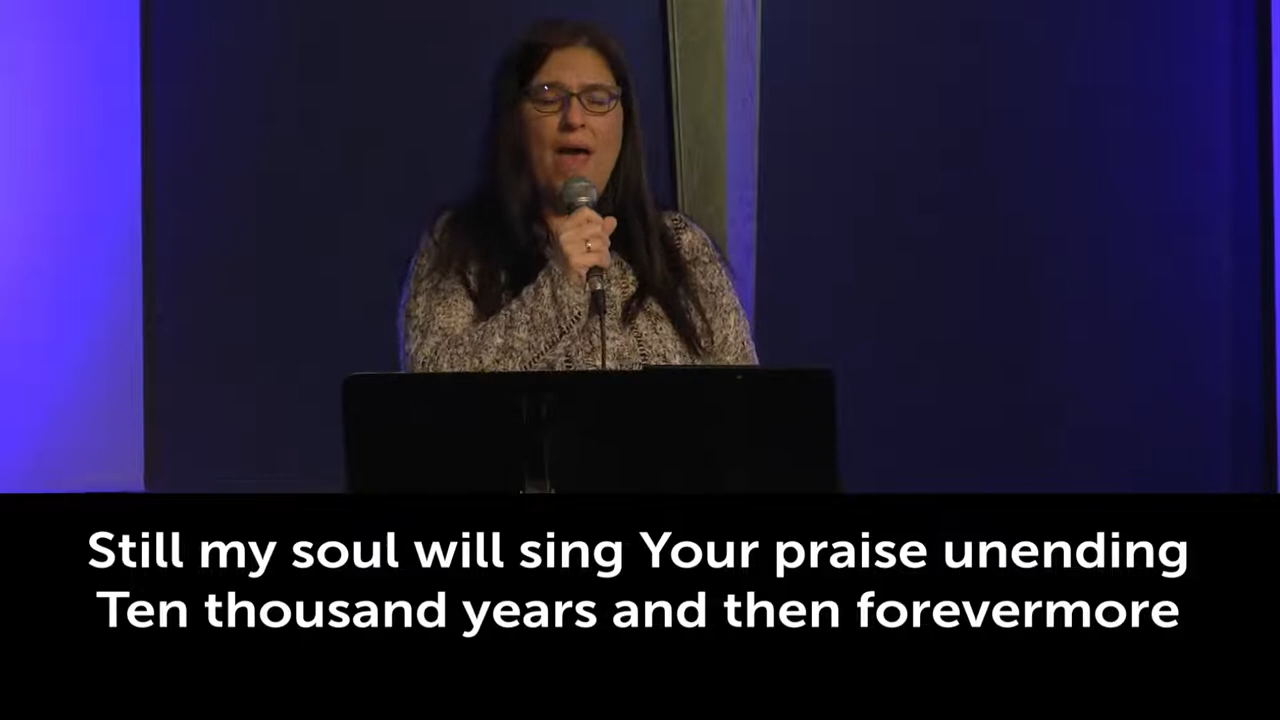 Still my soul will sing Your praise unending
Ten thousand years and then forevermore